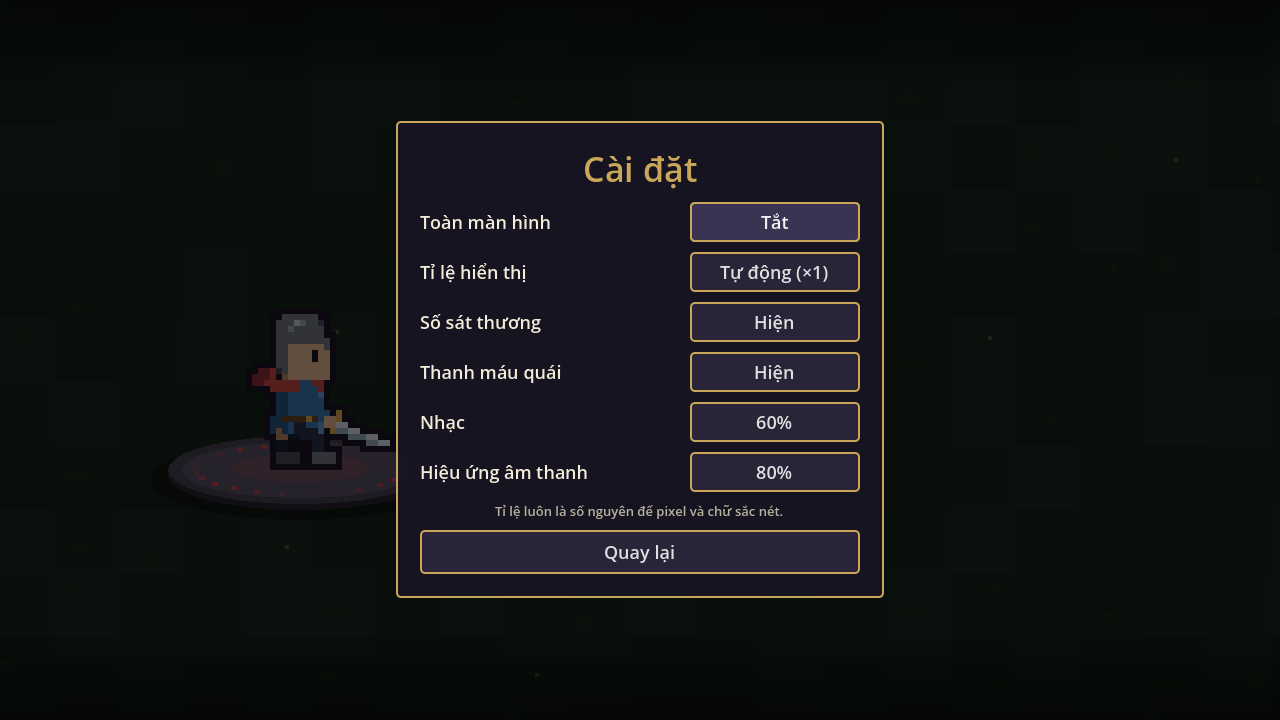 Cài đặt
Toàn màn hình Tắt
Tỉ lệ hiển thị Tự động (×1)
Số sát thương Hiện
Thanh máu quái Hiện
Nhạc 60%
Hiệu ứng âm thanh 80%
Tỉ lệ luôn là số nguyên để pixel và chữ sắc nét.
Quay lại